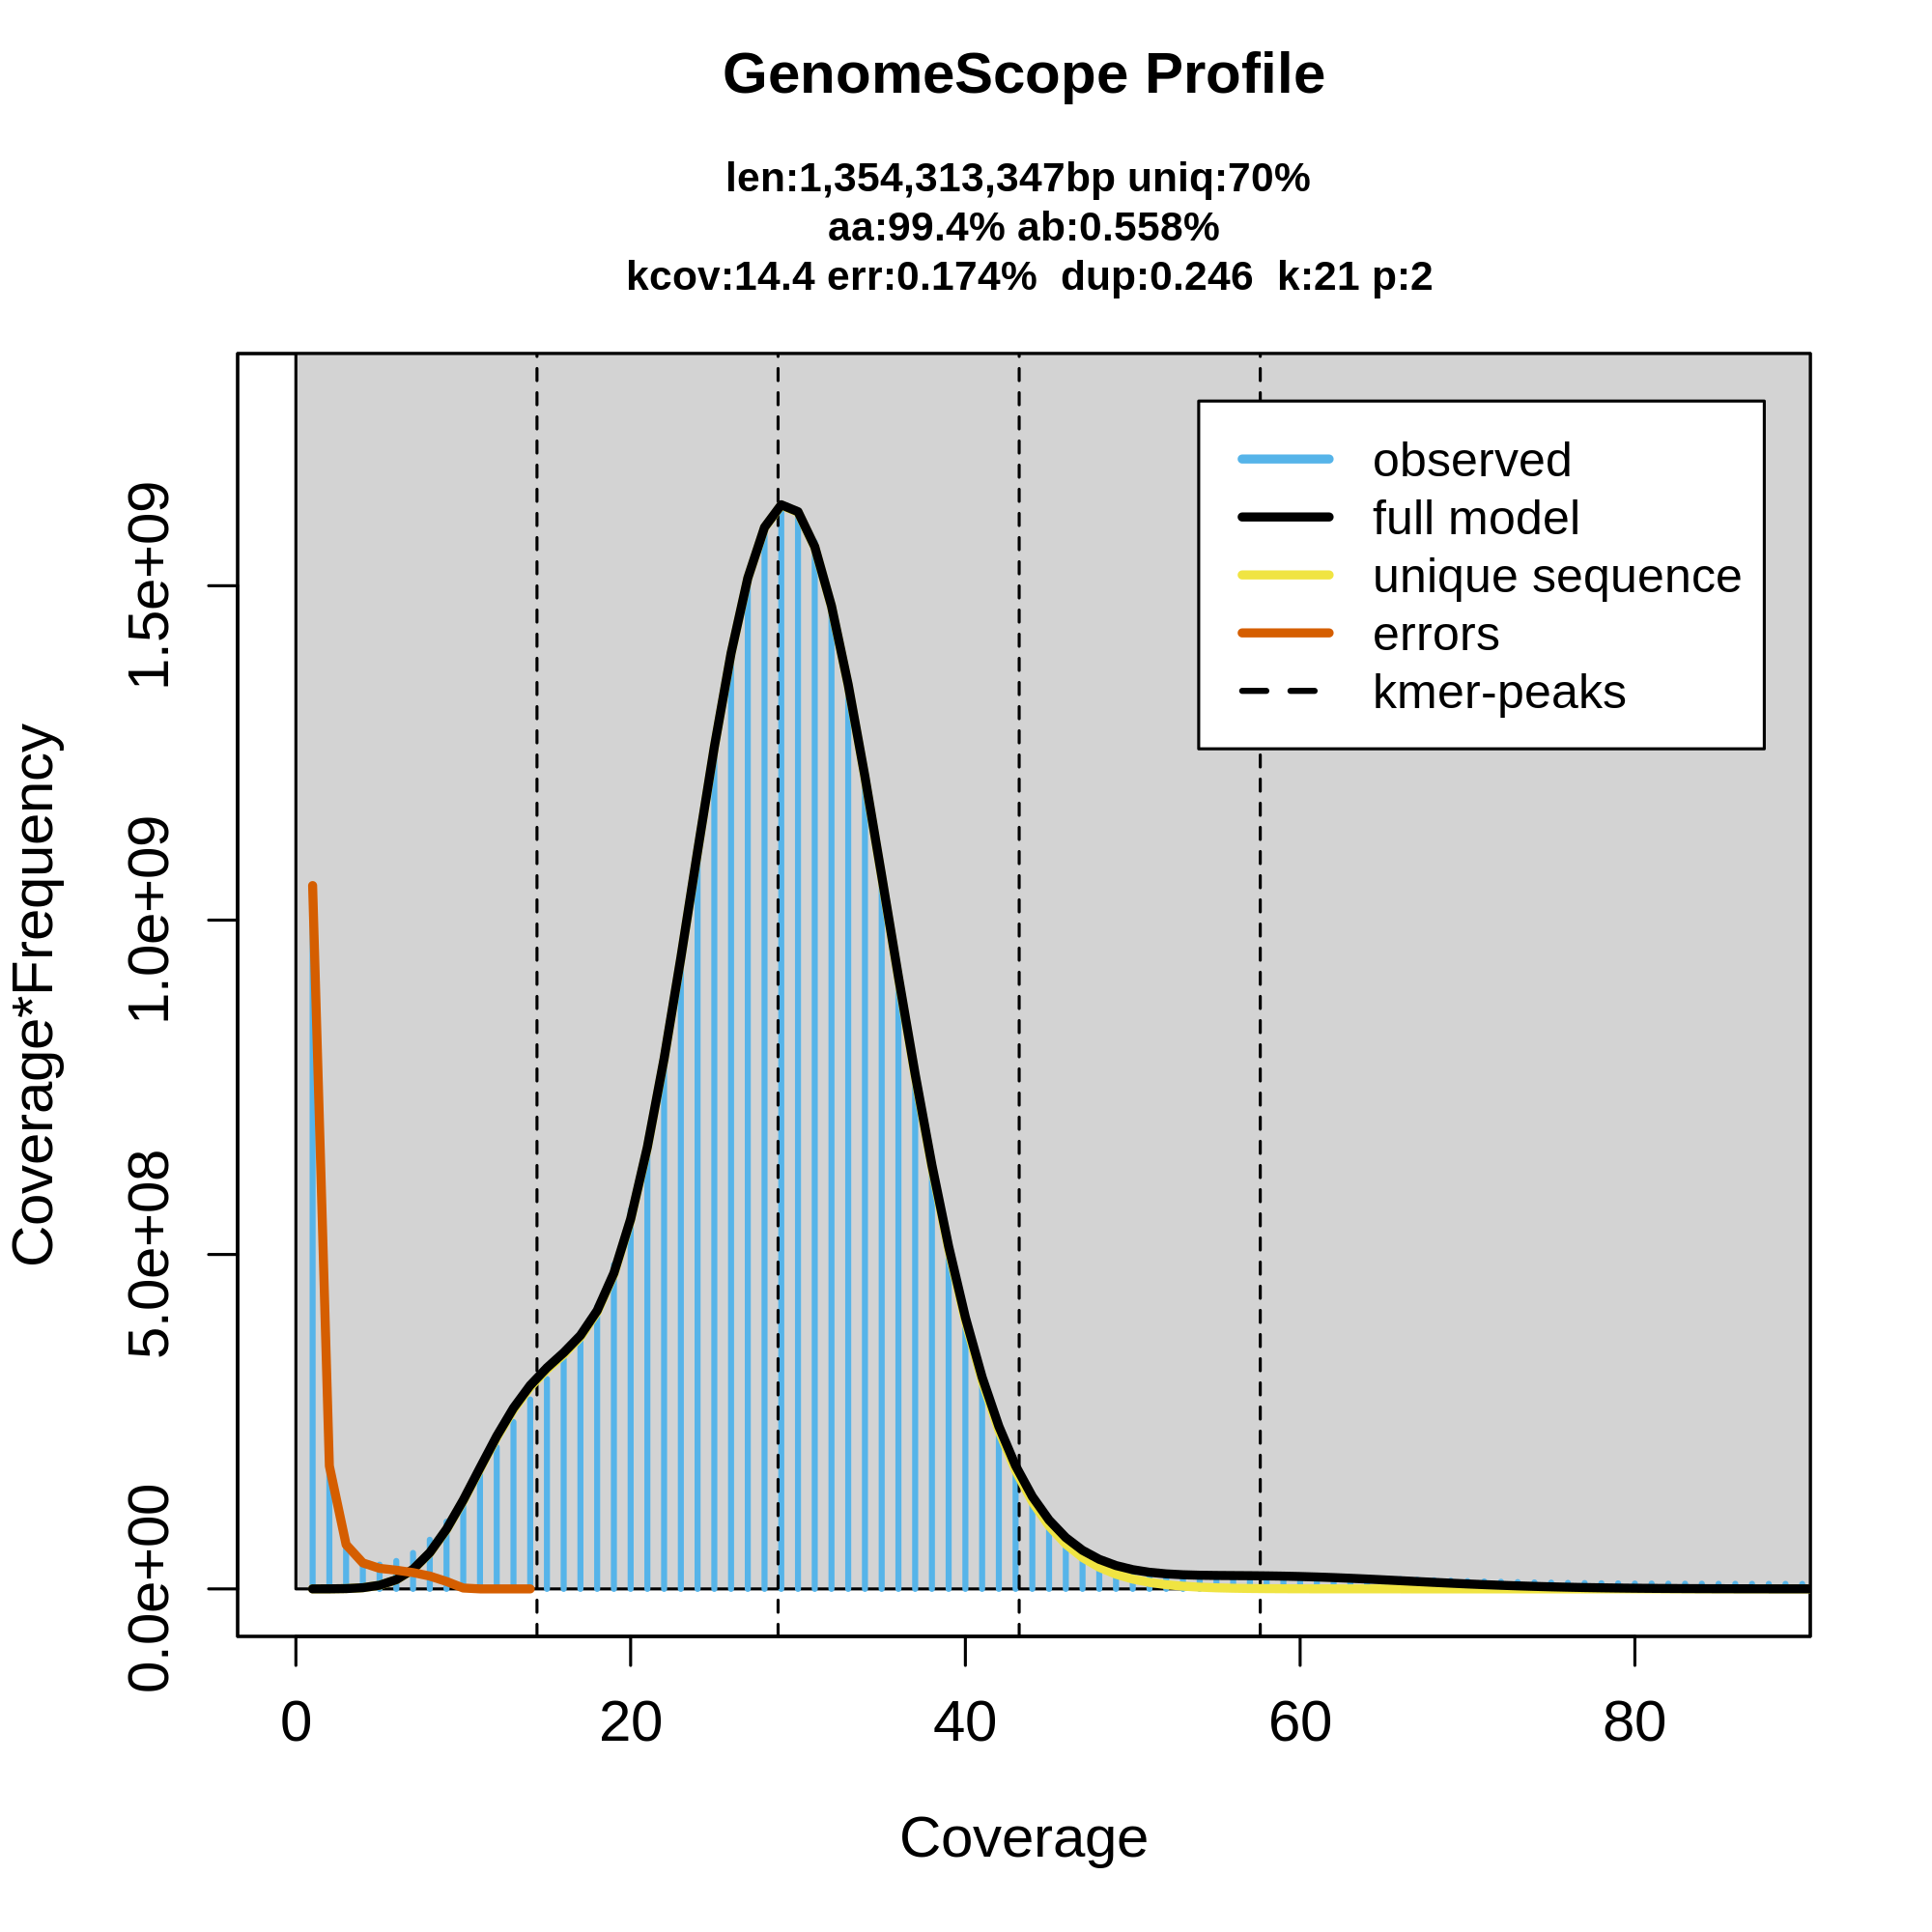 GenomeScope Profile
len:1,354,313,347bp uniq:70%
aa:99.4% ab:0.558%
kcov:14.4 err:0.174%  dup:0.246  k:21 p:2
observed
full model
unique sequence
errors
kmer-peaks
Coverage*Frequency
1.5e+09
1.0e+09
5.0e+08
0.0e+00
0 20 40 60 80
Coverage